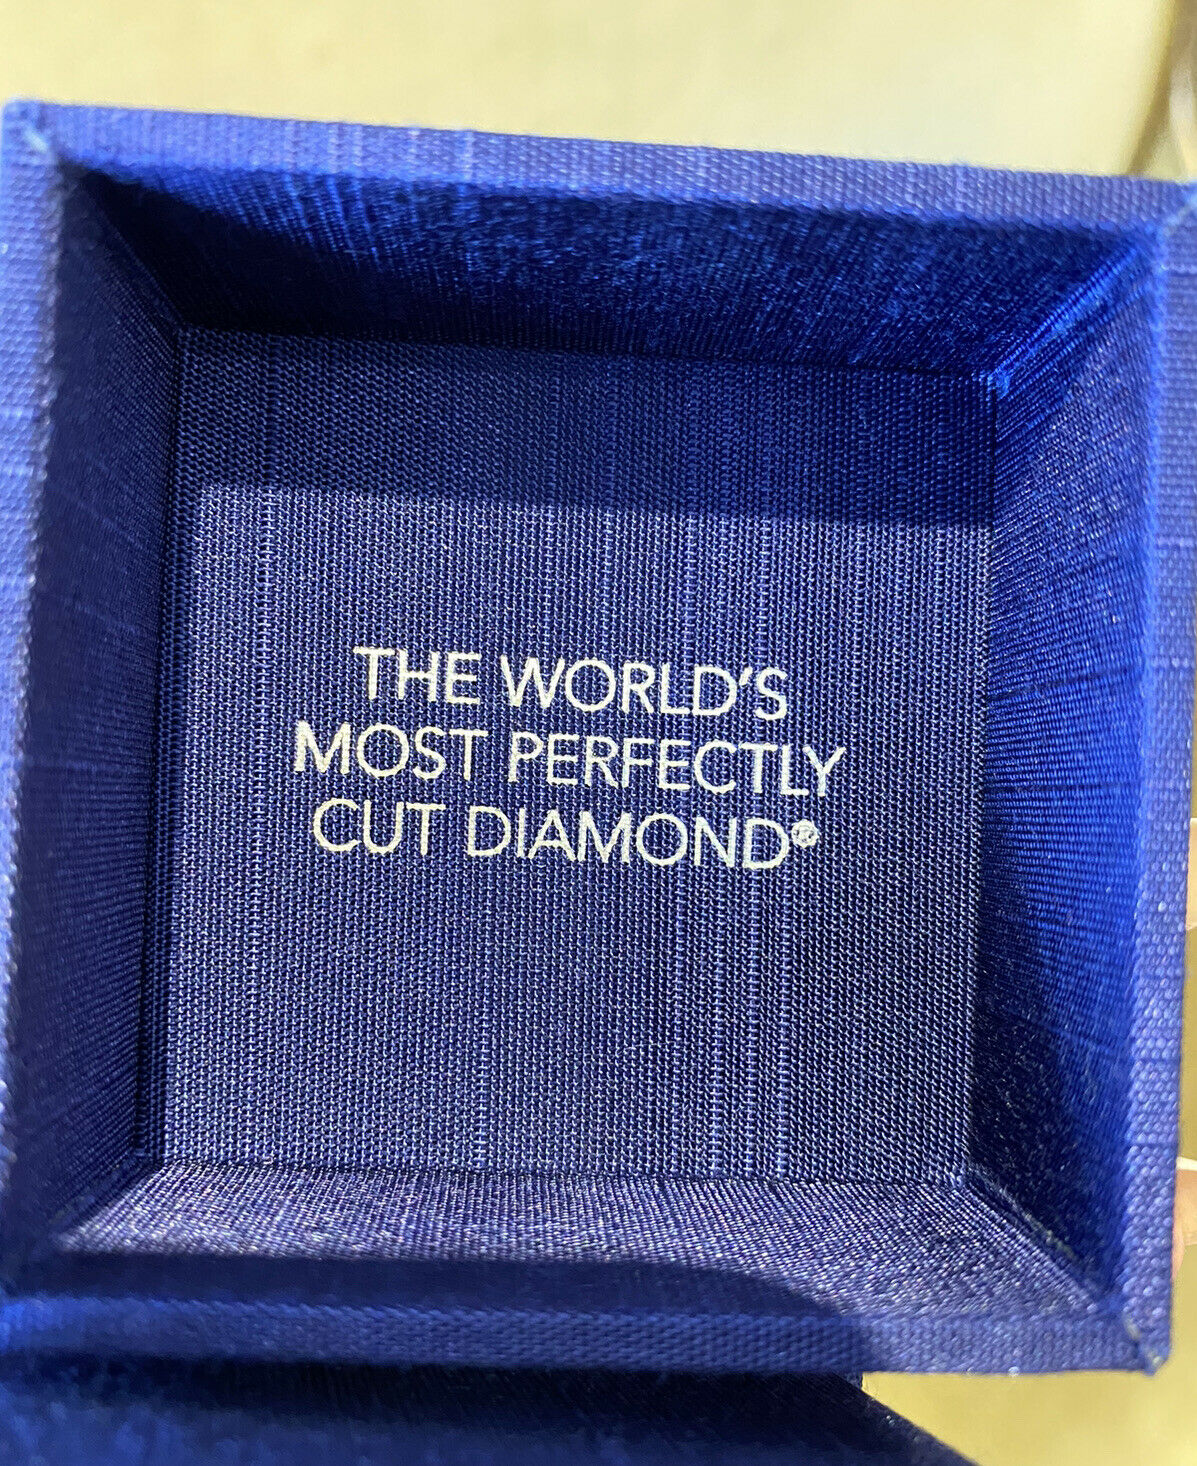 THE WORLD'S
MOST PERFECTLY
CUT DIAMOND®